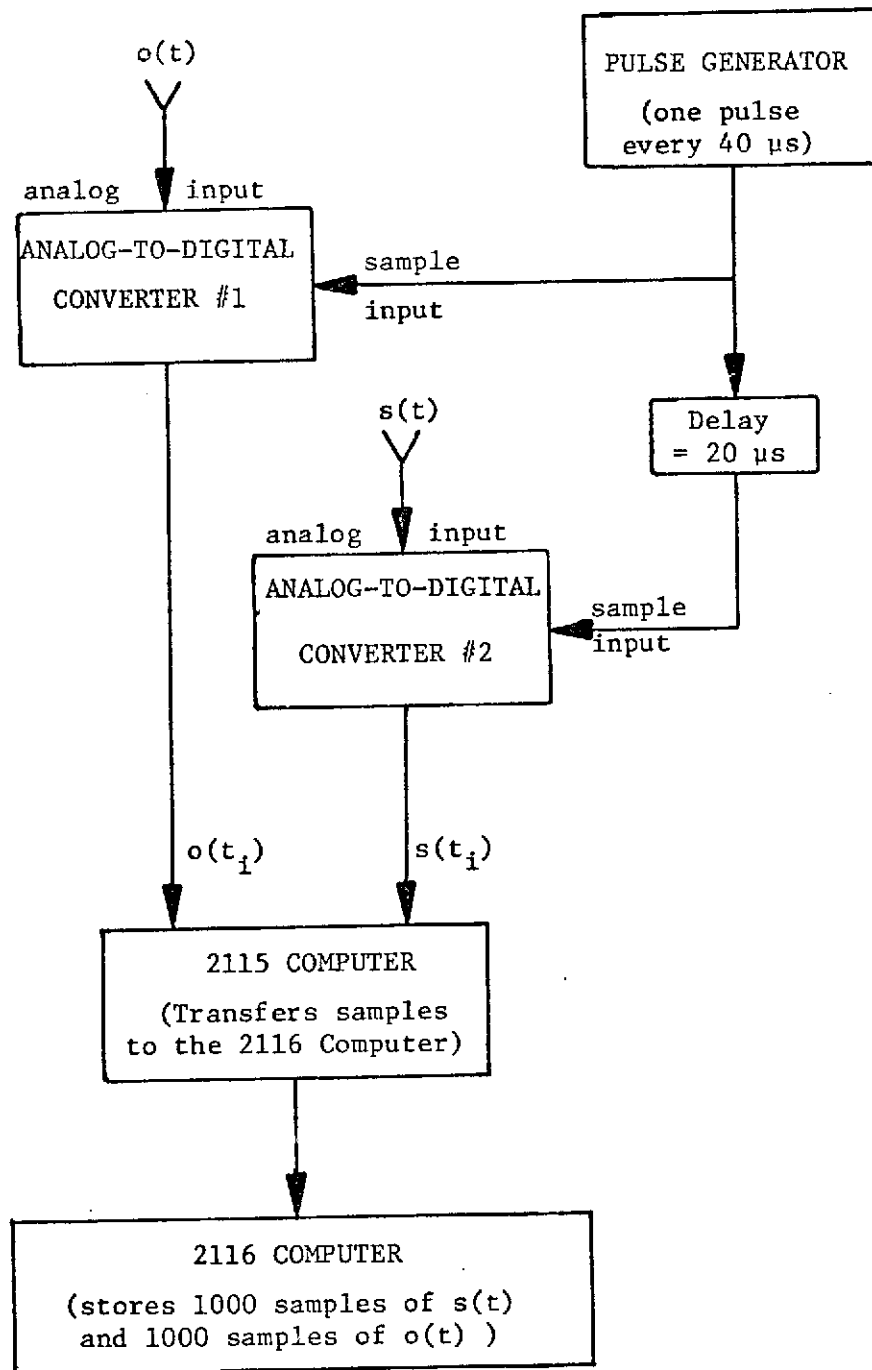 o(t)
PULSE GENERATOR
(one pulse
every 40 μs)
analog input
ANALOG-TO-DIGITAL
CONVERTER #1
sample
input
Delay
= 20 μs
s(t)
analog input
ANALOG-TO-DIGITAL
CONVERTER #2
sample
input
o(t_i)
s(t_i)
2115 COMPUTER
(Transfers samples
to the 2116 Computer)
2116 COMPUTER
(stores 1000 samples of s(t)
and 1000 samples of o(t) )